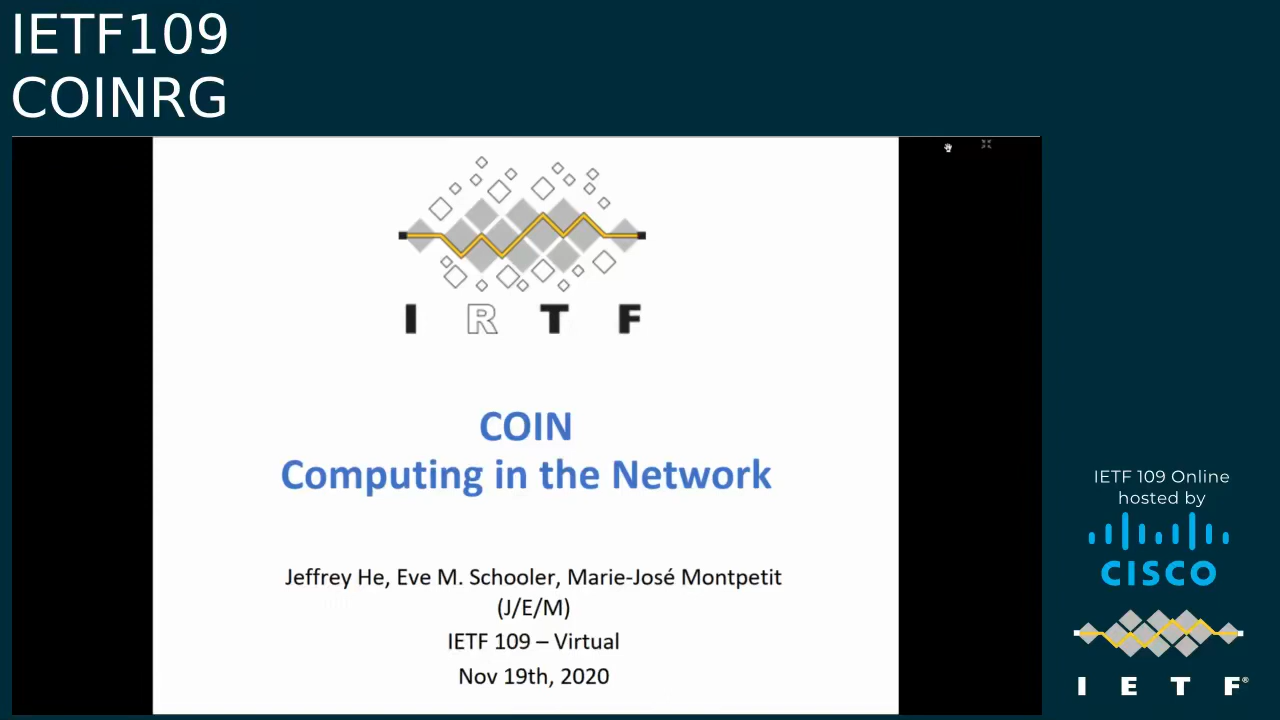 IETF109
COINRG
I R T F
COIN
Computing in the Network
Jeffrey He, Eve M. Schooler, Marie-José Montpetit
(J/E/M)
IETF 109 – Virtual
Nov 19th, 2020
IETF 109 Online
hosted by
CISCO
I E T F®